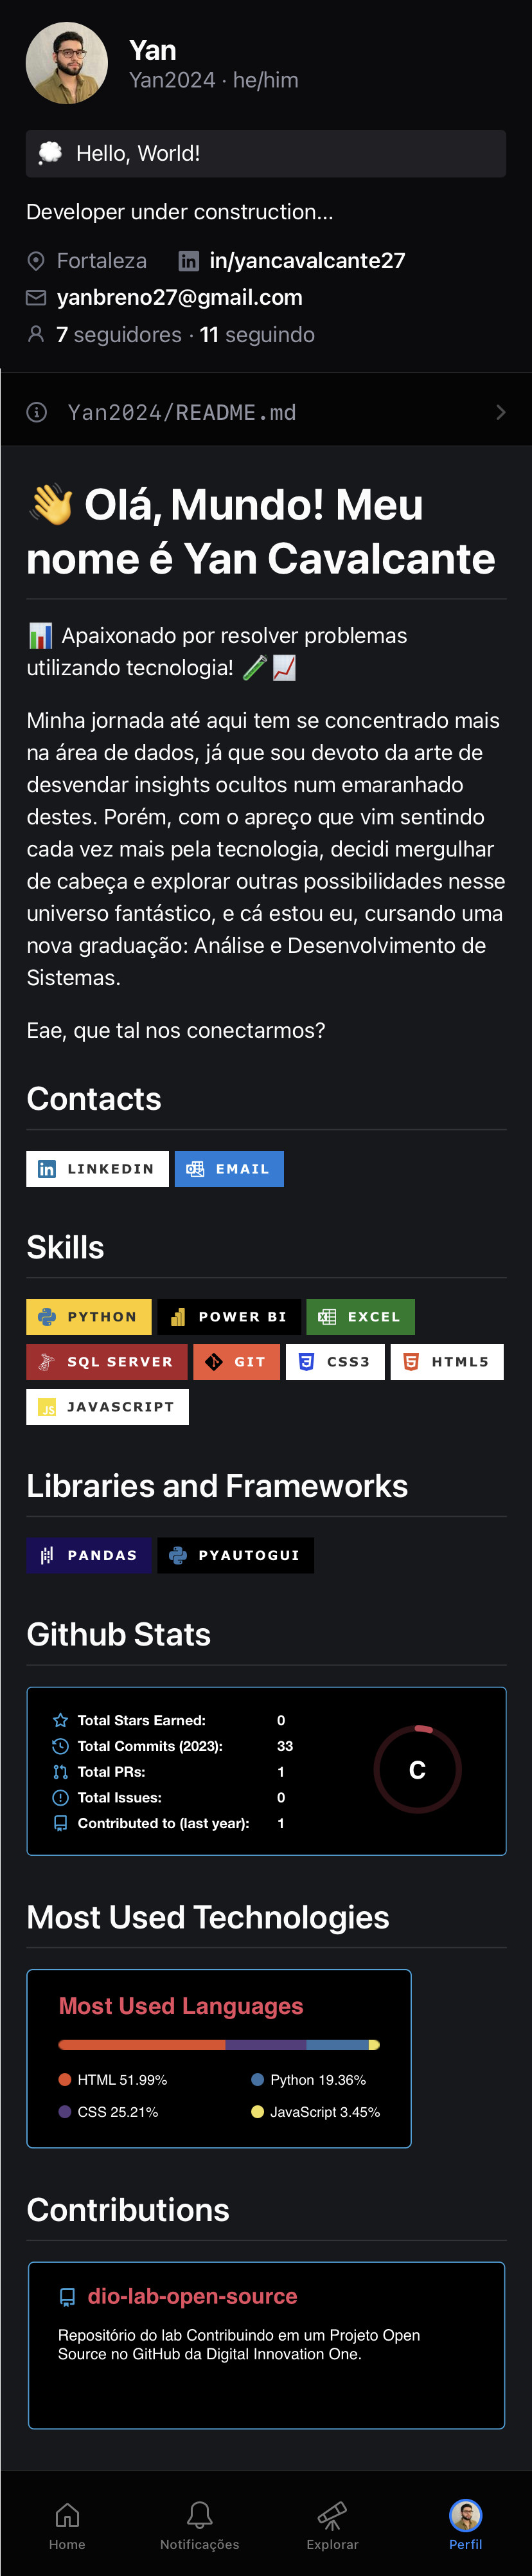 Yan
Yan2024 · he/him
💭 Hello, World!
Developer under construction...
Fortaleza in/yancavalcante27
yanbreno27@gmail.com
7 seguidores · 11 seguindo
Yan2024/README.md
👋 Olá, Mundo! Meu
nome é Yan Cavalcante
📊 Apaixonado por resolver problemas
utilizando tecnologia! 🧪📈
Minha jornada até aqui tem se concentrado mais
na área de dados, já que sou devoto da arte de
desvendar insights ocultos num emaranhado
destes. Porém, com o apreço que vim sentindo
cada vez mais pela tecnologia, decidi mergulhar
de cabeça e explorar outras possibilidades nesse
universo fantástico, e cá estou eu, cursando uma
nova graduação: Análise e Desenvolvimento de
Sistemas.
Eae, que tal nos conectarmos?
Contacts
LINKEDIN EMAIL
Skills
PYTHON POWER BI EXCEL
SQL SERVER GIT CSS3 HTML5
JAVASCRIPT
Libraries and Frameworks
PANDAS PYAUTOGUI
Github Stats
Total Stars Earned: 0
Total Commits (2023): 33
Total PRs: 1
Total Issues: 0
Contributed to (last year): 1
C
Most Used Technologies
Most Used Languages
HTML 51.99% Python 19.36%
CSS 25.21% JavaScript 3.45%
Contributions
dio-lab-open-source
Repositório do lab Contribuindo em um Projeto Open
Source no GitHub da Digital Innovation One.
Home Notificações Explorar Perfil